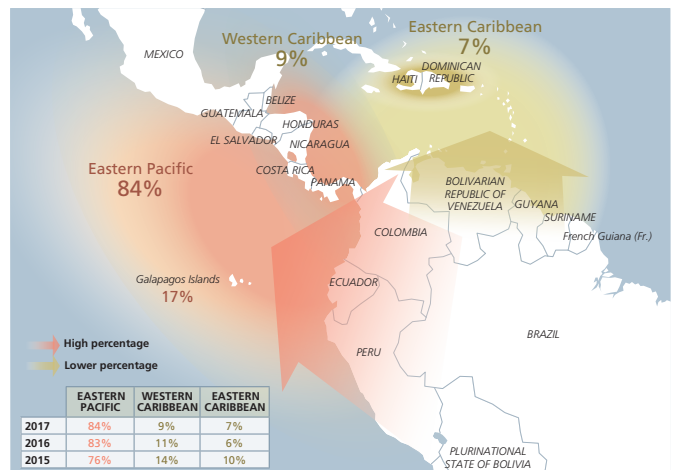 Eastern Caribbean
7%
Western Caribbean
9%
MEXICO
DOMINICAN
REPUBLIC
HAITI
BELIZE
GUATEMALA
HONDURAS
EL SALVADOR
NICARAGUA
COSTA RICA
PANAMA
Eastern Pacific
84%
BOLIVARIAN
REPUBLIC OF
VENEZUELA
GUYANA
SURINAME
French Guiana (Fr.)
COLOMBIA
Galapagos Islands
17%
ECUADOR
BRAZIL
PERU
High percentage
Lower percentage
EASTERN PACIFIC WESTERN CARIBBEAN EASTERN CARIBBEAN
2017 84% 9% 7%
2016 83% 11% 6%
2015 76% 14% 10%
PLURINATIONAL
STATE OF BOLIVIA